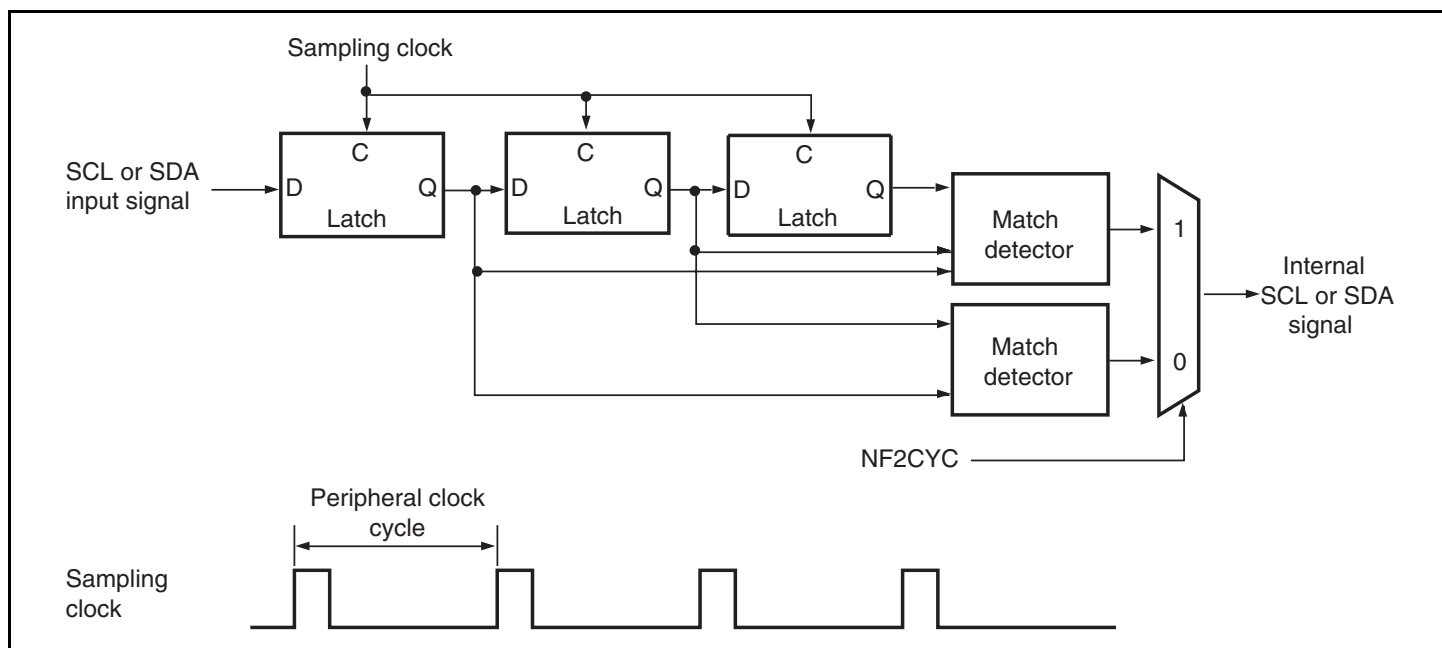 Sampling clock
C
C
C
SCL or SDA
input signal
D
Q
D
Q
D
Q
Latch
Latch
Latch
Match
detector
1
Internal
SCL or SDA
signal
Match
detector
0
NF2CYC
Peripheral clock
cycle
Sampling
clock